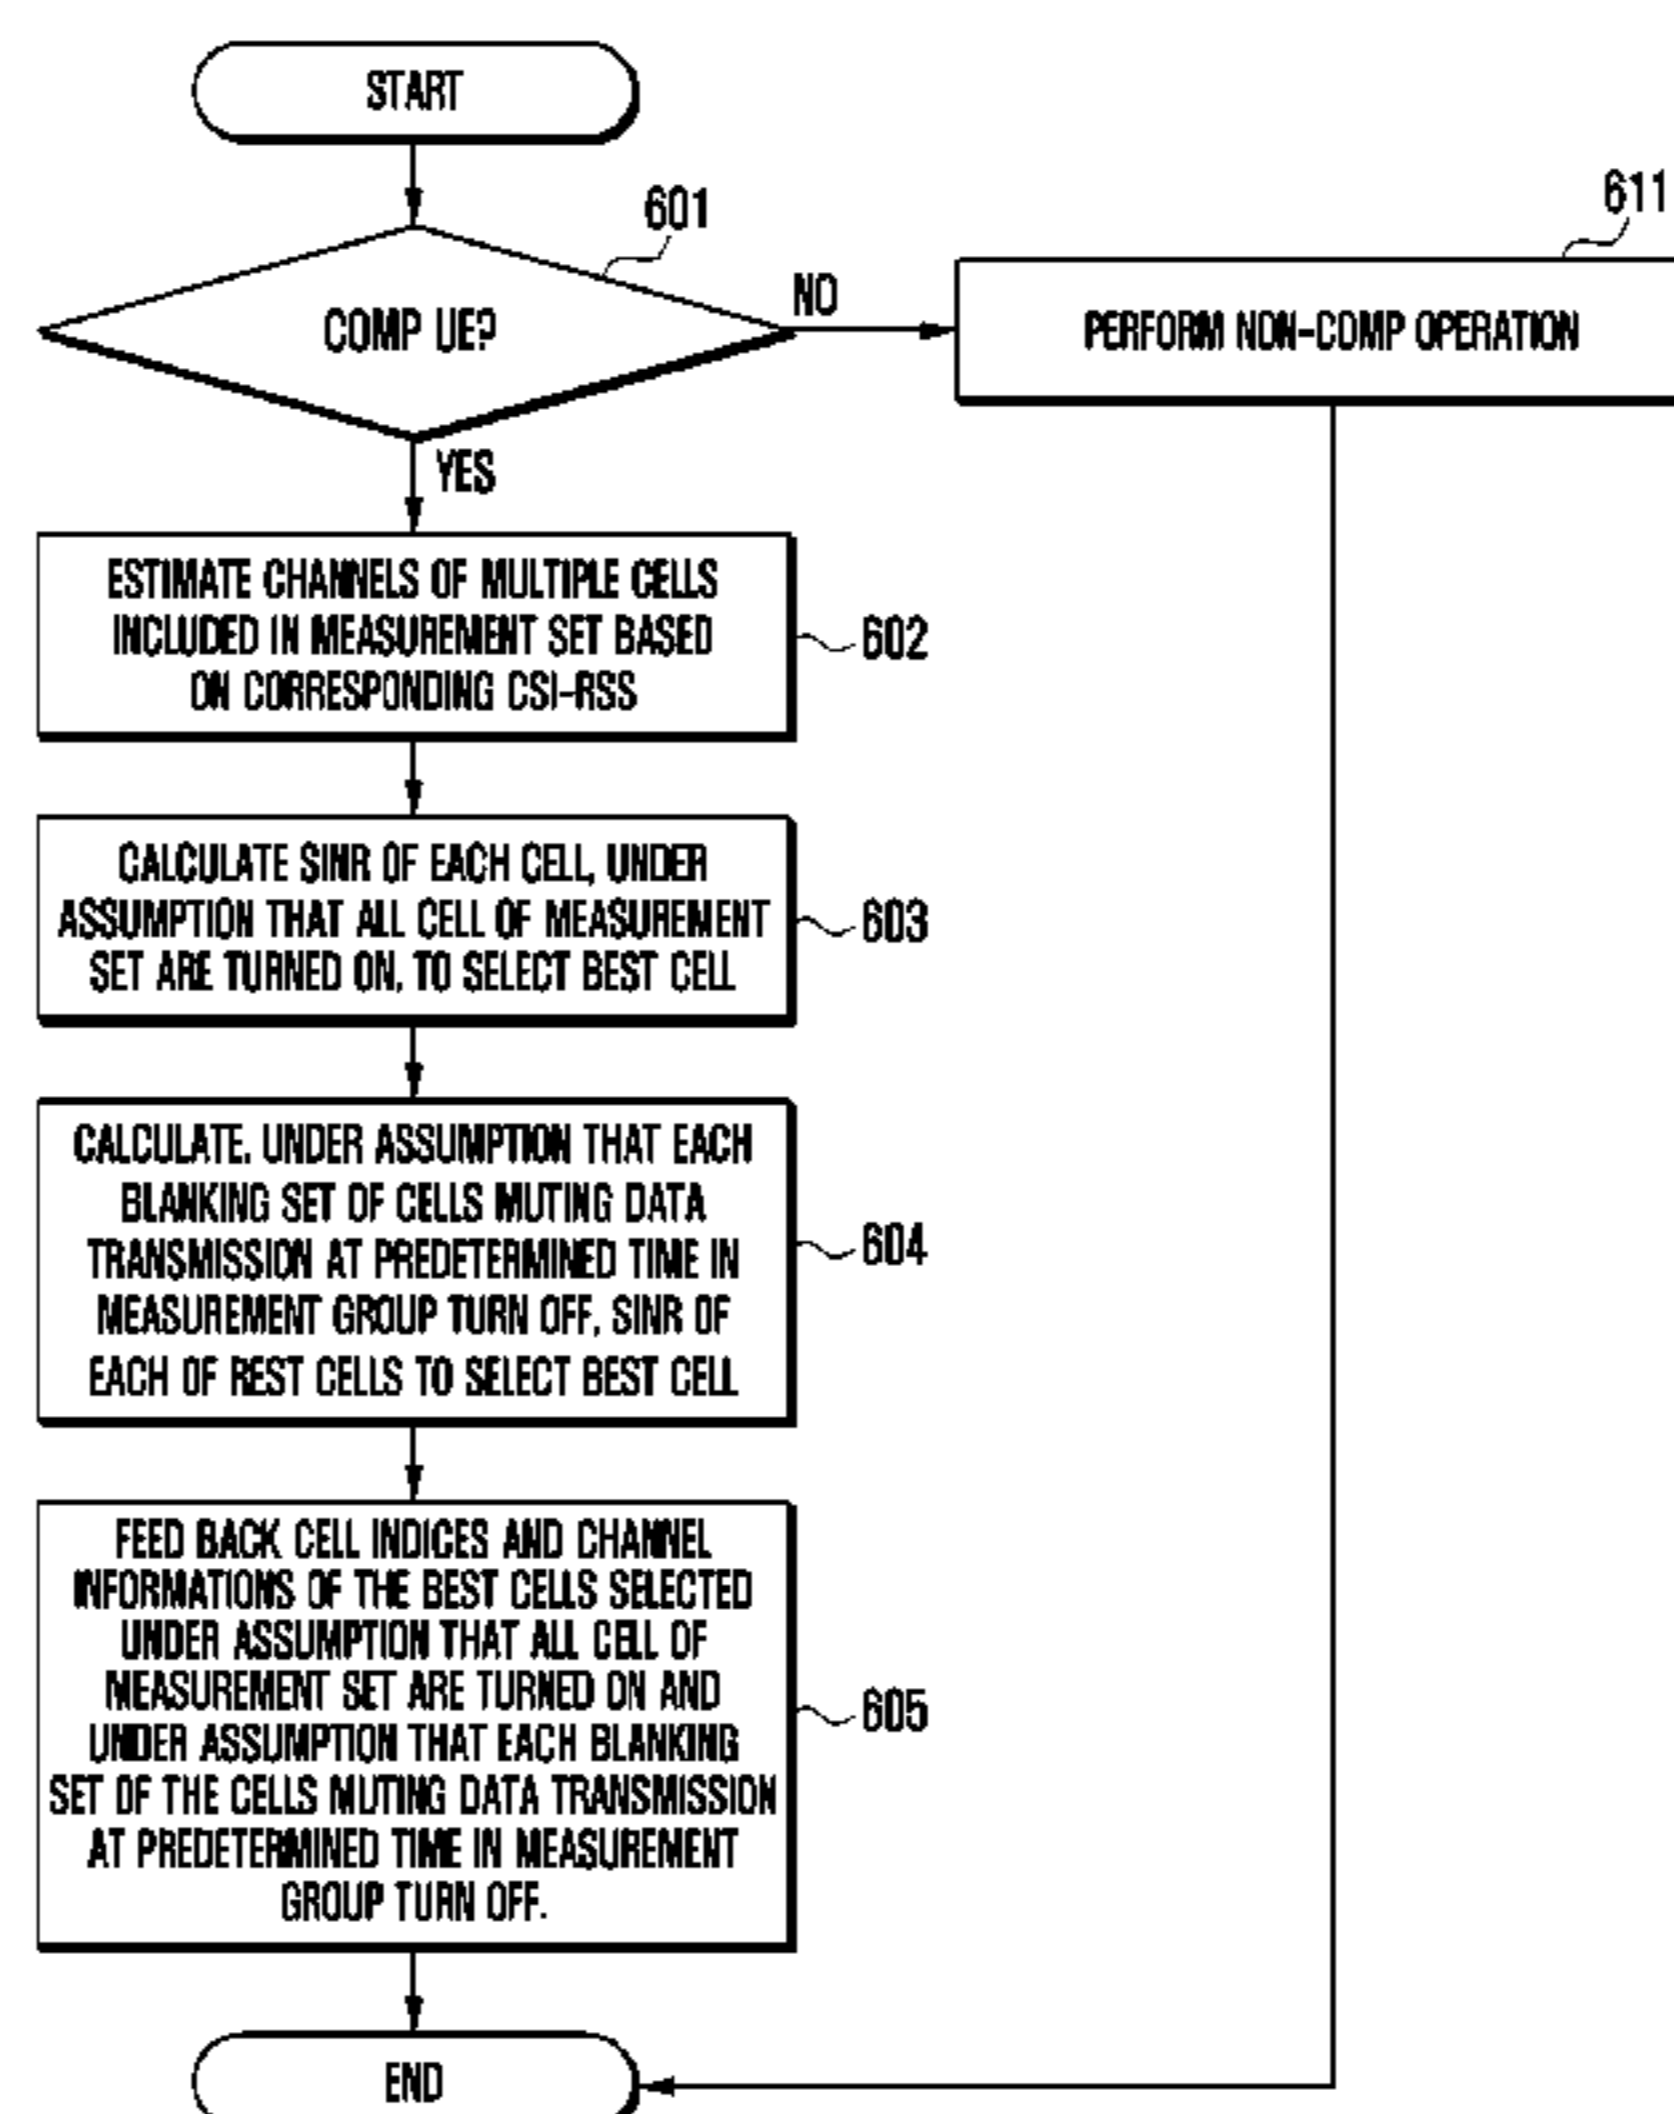 START
601
COMP UE?
NO
611
PERFORM NON-COMP OPERATION
YES
ESTIMATE CHANNELS OF MULTIPLE CELLS
INCLUDED IN MEASUREMENT SET BASED
ON CORRESPONDING CSI-RSS
602
CALCULATE SINR OF EACH CELL, UNDER
ASSUMPTION THAT ALL CELL OF MEASUREMENT
SET ARE TURNED ON, TO SELECT BEST CELL
603
CALCULATE, UNDER ASSUMPTION THAT EACH
BLANKING SET OF CELLS MUTING DATA
TRANSMISSION AT PREDETERMINED TIME IN
MEASUREMENT GROUP TURN OFF, SINR OF
EACH OF REST CELLS TO SELECT BEST CELL
604
FEED BACK CELL INDICES AND CHANNEL
INFORMATIONS OF THE BEST CELLS SELECTED
UNDER ASSUMPTION THAT ALL CELL OF
MEASUREMENT SET ARE TURNED ON AND
UNDER ASSUMPTION THAT EACH BLANKING
SET OF THE CELLS MUTING DATA TRANSMISSION
AT PREDETERMINED TIME IN MEASUREMENT
GROUP TURN OFF.
605
END